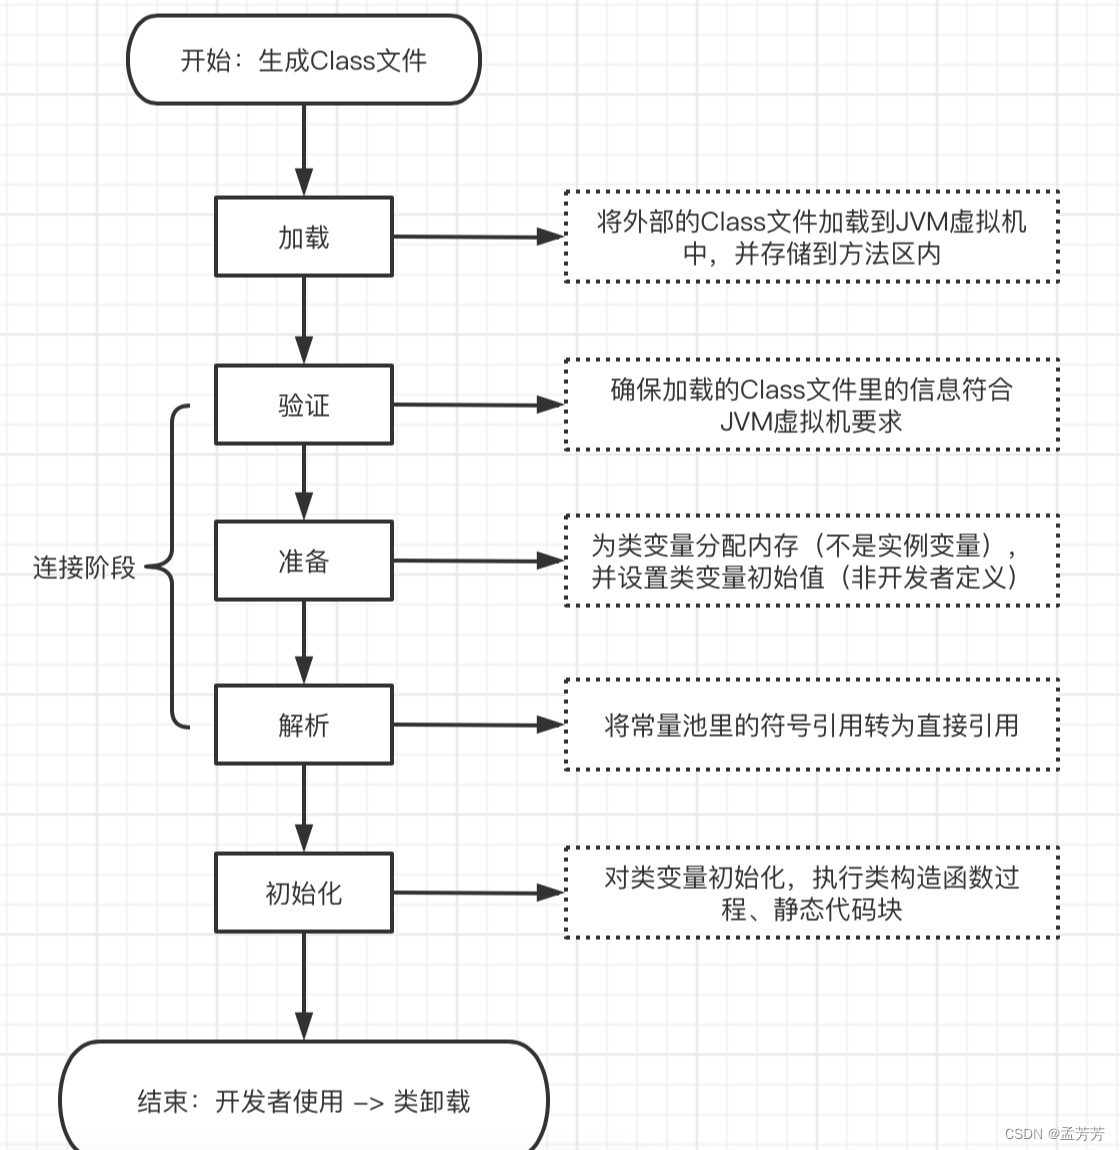 开始：生成Class文件
加载
将外部的Class文件加载到JVM虚拟机
中，并存储到方法区内
验证
确保加载的Class文件里的信息符合
JVM虚拟机要求
连接阶段
准备
为类变量分配内存（不是实例变量），
并设置类变量初始值（非开发者定义）
解析
将常量池里的符号引用转为直接引用
初始化
对类变量初始化，执行类构造函数过
程、静态代码块
结束：开发者使用 -> 类卸载
CSDN @孟芳芳